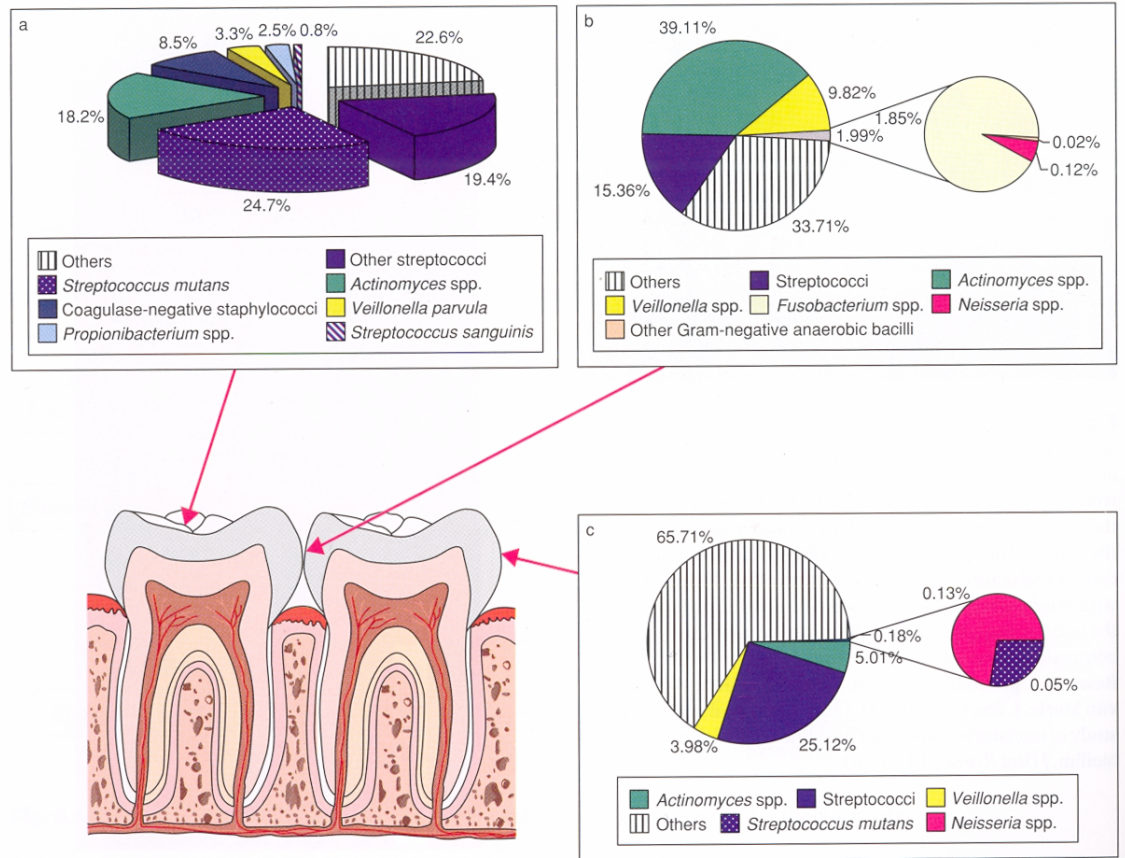 a
8.5%
3.3%
2.5%
0.8%
22.6%
18.2%
24.7%
19.4%
Others
Other streptococci
Streptococcus mutans
Actinomyces spp.
Coagulase-negative staphylococci
Veillonella parvula
Propionibacterium spp.
Streptococcus sanguinis
b
39.11%
9.82%
1.99%
15.36%
33.71%
1.85%
0.02%
0.12%
Others
Streptococci
Actinomyces spp.
Veillonella spp.
Fusobacterium spp.
Neisseria spp.
Other Gram-negative anaerobic bacilli
c
65.71%
0.18%
5.01%
3.98%
25.12%
0.13%
0.05%
Actinomyces spp.
Streptococci
Veillonella spp.
Others
Streptococcus mutans
Neisseria spp.